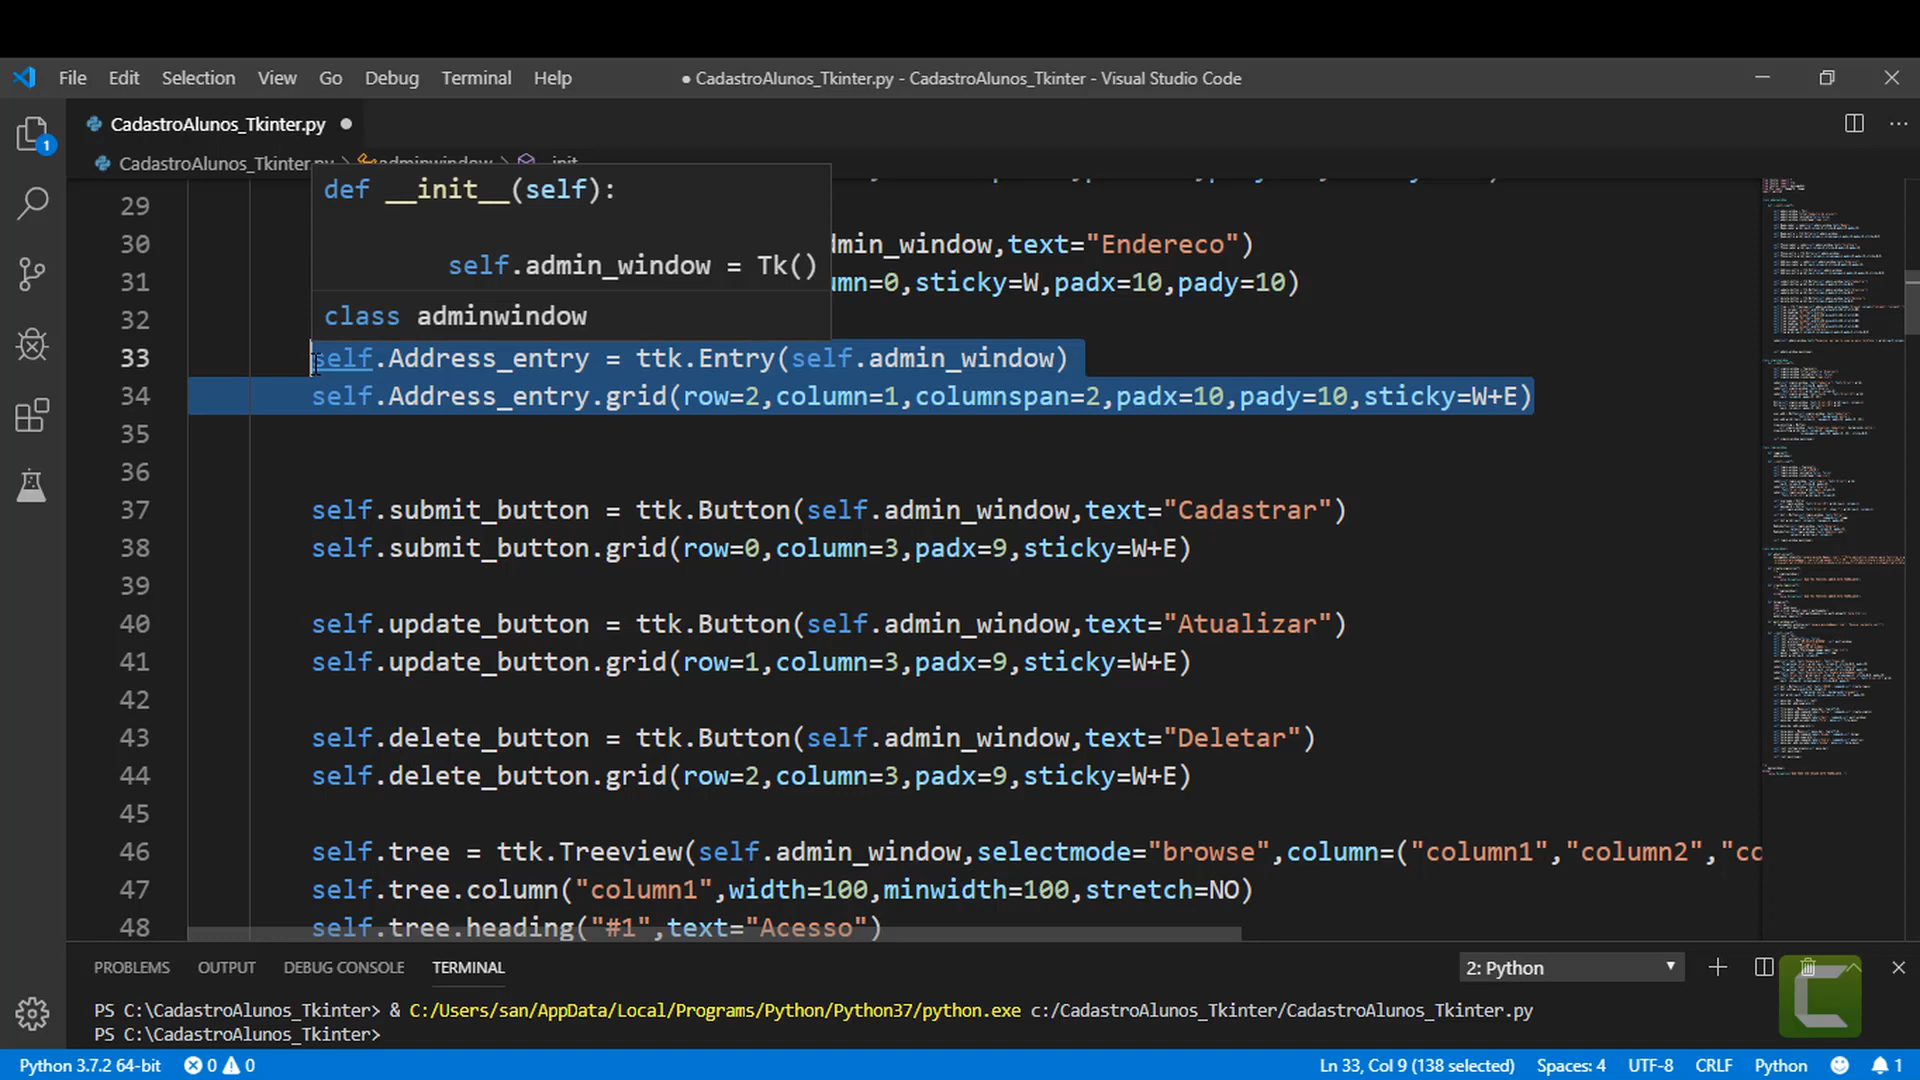 File Edit Selection View Go Debug Terminal Help ● CadastroAlunos_Tkinter.py - CadastroAlunos_Tkinter - Visual Studio Code
CadastroAlunos_Tkinter.py ●
1
CadastroAlunos_Tkinter.py > adminwindow > __init__
29
def __init__(self):
30 dmin_window,text="Endereco")
self.admin_window = Tk()
31 mn=0,sticky=W,padx=10,pady=10)
32 class adminwindow
33 self.Address_entry = ttk.Entry(self.admin_window)
34 self.Address_entry.grid(row=2,column=1,columnspan=2,padx=10,pady=10,sticky=W+E)
35
36
37 self.submit_button = ttk.Button(self.admin_window,text="Cadastrar")
38 self.submit_button.grid(row=0,column=3,padx=9,sticky=W+E)
39
40 self.update_button = ttk.Button(self.admin_window,text="Atualizar")
41 self.update_button.grid(row=1,column=3,padx=9,sticky=W+E)
42
43 self.delete_button = ttk.Button(self.admin_window,text="Deletar")
44 self.delete_button.grid(row=2,column=3,padx=9,sticky=W+E)
45
46 self.tree = ttk.Treeview(self.admin_window,selectmode="browse",column=("column1","column2","co
47 self.tree.column("column1",width=100,minwidth=100,stretch=NO)
48 self.tree.heading("#1",text="Acesso")
PROBLEMS OUTPUT DEBUG CONSOLE TERMINAL 2: Python
PS C:\CadastroAlunos_Tkinter> & C:/Users/san/AppData/Local/Programs/Python/Python37/python.exe c:/CadastroAlunos_Tkinter/CadastroAlunos_Tkinter.py
PS C:\CadastroAlunos_Tkinter>
Python 3.7.2 64-bit 0 0 Ln 33, Col 9 (138 selected) Spaces: 4 UTF-8 CRLF Python 1